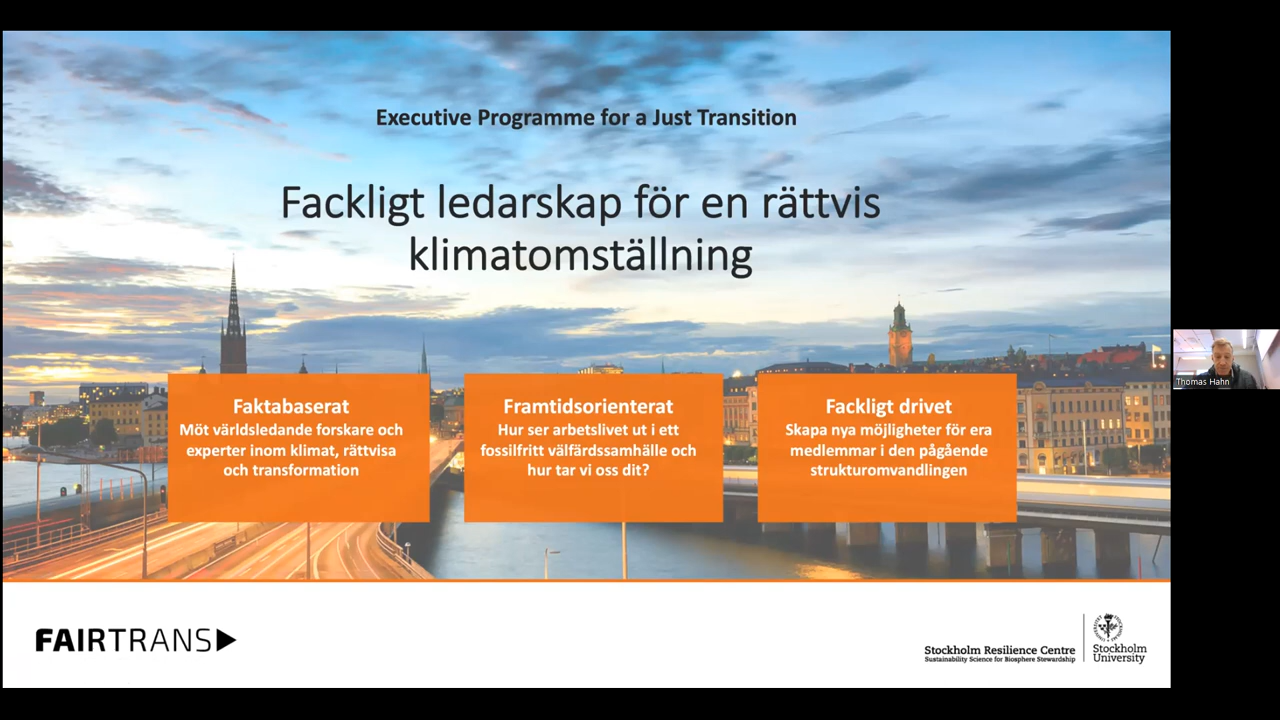 Executive Programme for a Just Transition
Fackligt ledarskap för en rättvis
klimatomställning
Faktabaserat
Möt världsledande forskare och
experter inom klimat, rättvisa
och transformation
Framtidsorienterat
Hur ser arbetslivet ut i ett
fossilfritt välfärdssamhälle och
hur tar vi oss dit?
Fackligt drivet
Skapa nya möjligheter för era
medlemmar i den pågående
strukturomvandlingen
Thomas Hahn
FAIRTRANS
Stockholm Resilience Centre
Sustainability Science for Biosphere Stewardship
Stockholm
University